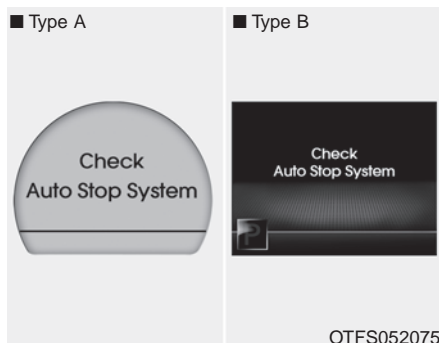 ■ Type A
Check
Auto Stop System
■ Type B
Check
Auto Stop System
P
OTFS052075